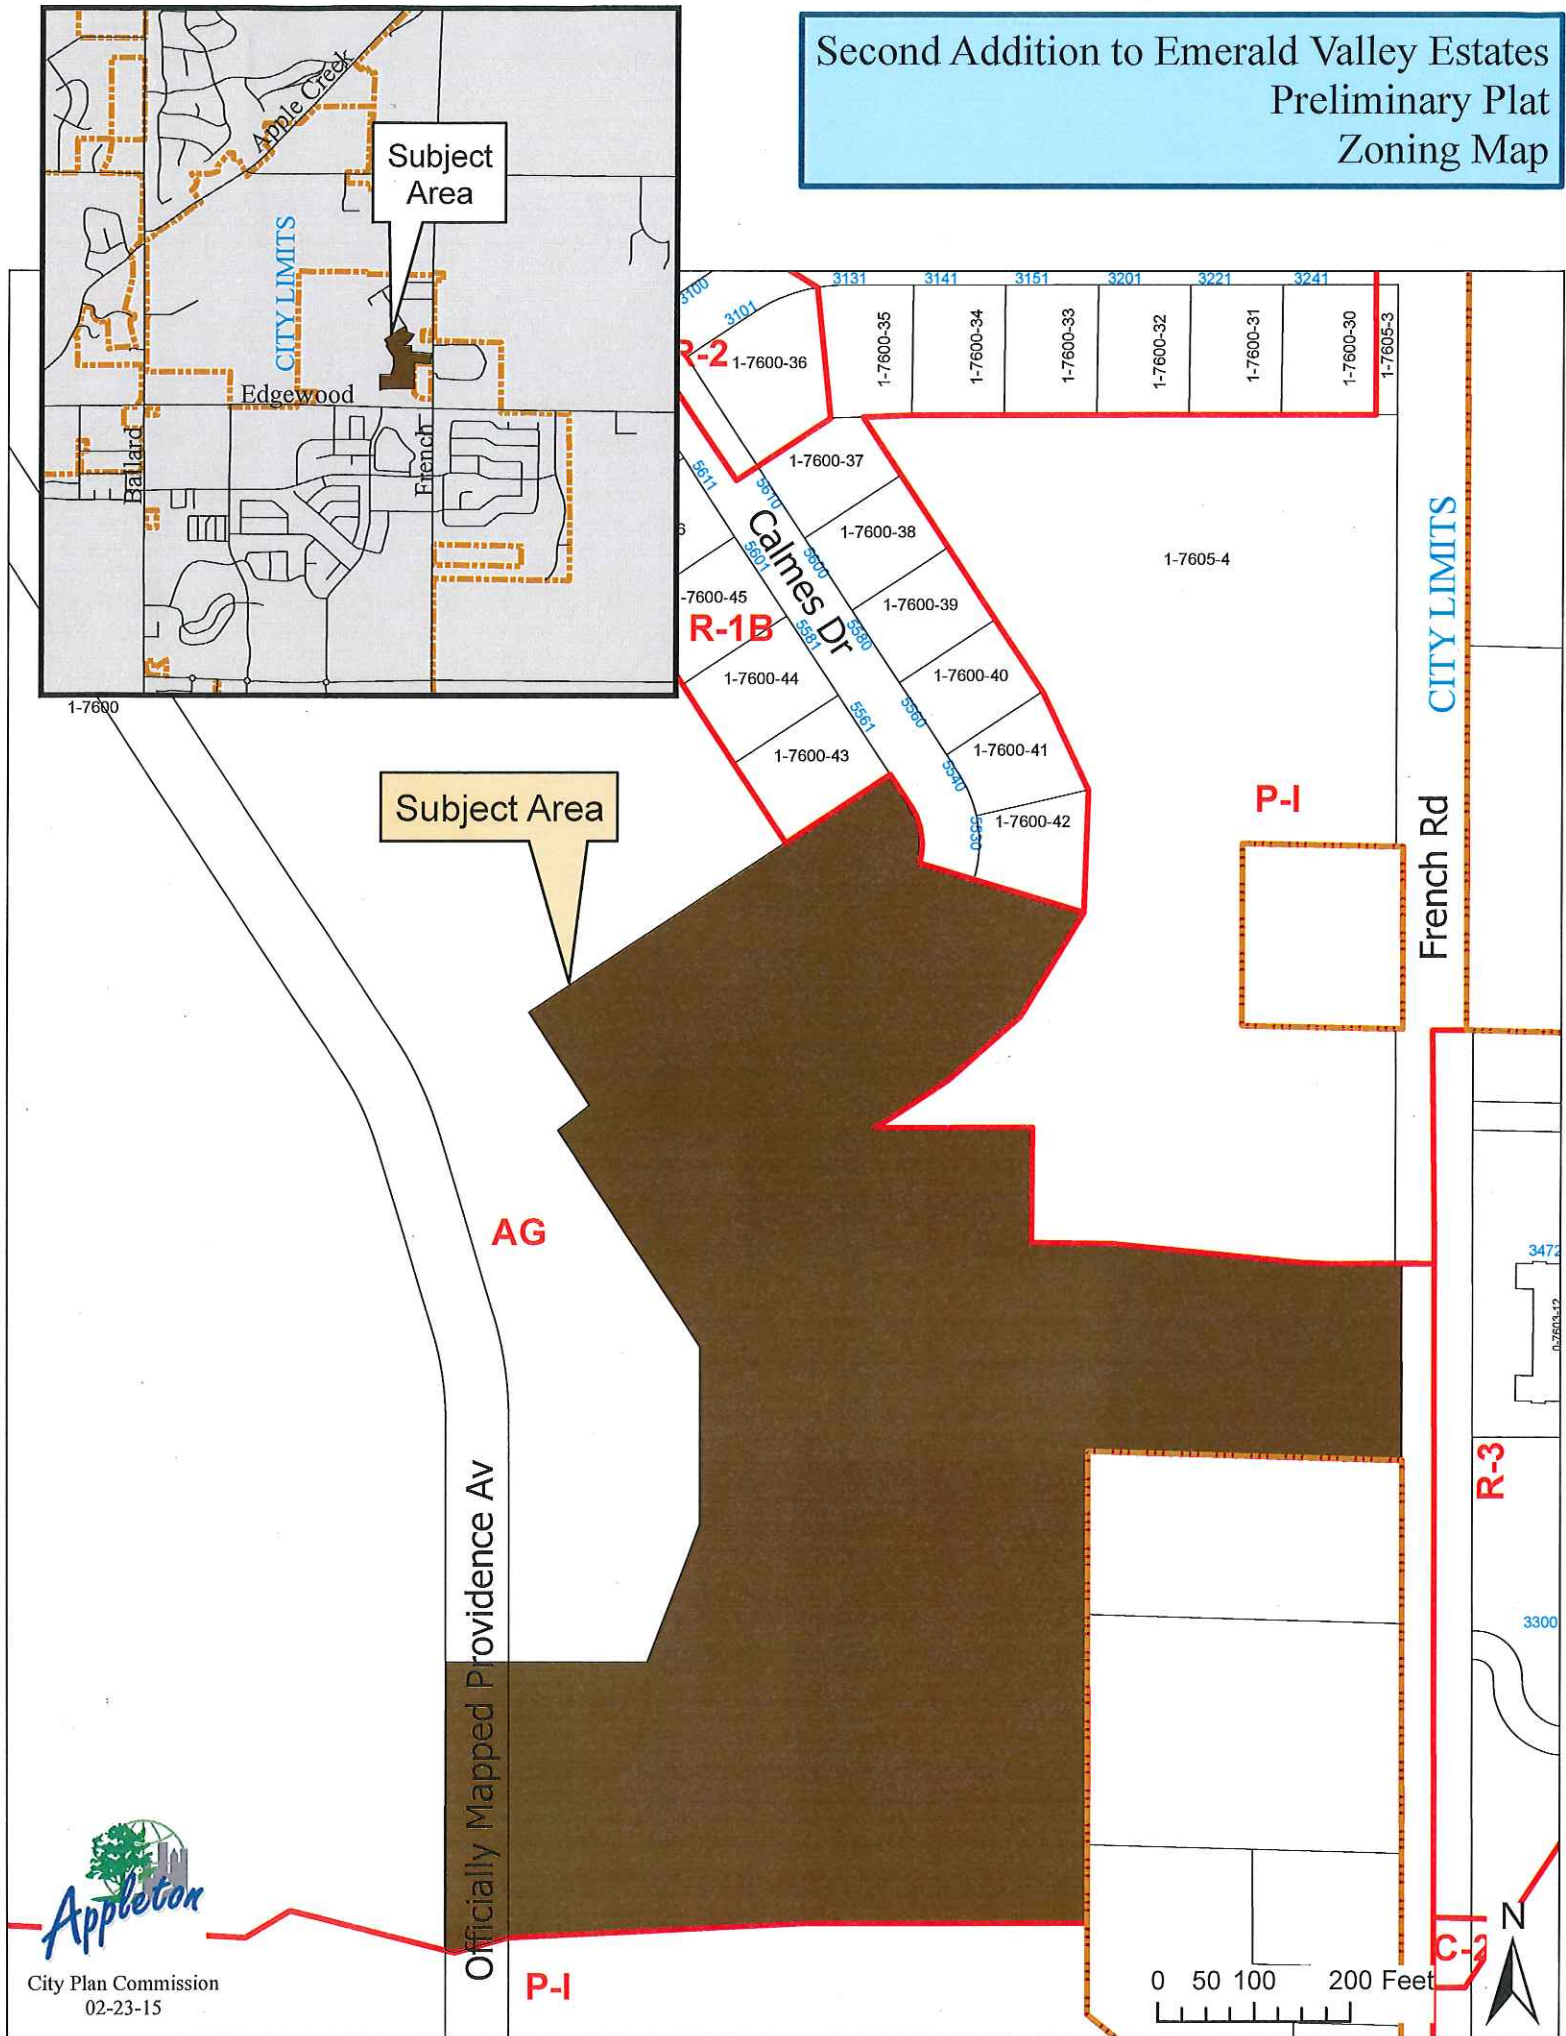 Second Addition to Emerald Valley Estates
Preliminary Plat
Zoning Map
Apple Creek
Subject
Area
CITY LIMITS
Edgewood
Ballard
French
3100
3101
3131
3141
3151
3201
3221
3241
R-2
1-7600-36
1-7600-35
1-7600-34
1-7600-33
1-7600-32
1-7600-31
1-7600-30
1-7605-3
1-7600-37
5611
5610
6
1-7600-38
Calmes Dr
5601
5600
1-7605-4
CITY LIMITS
-7600-45
1-7600-39
R-1B
5581
5580
1-7600-44
1-7600-40
5561
5560
1-7600
1-7600-43
1-7600-41
5540
1-7600-42
5530
Subject Area
P-I
French Rd
AG
3472
0-7603-12
R-3
Officially Mapped Providence Av
3300
Appleton
City Plan Commission
02-23-15
P-I
C-2
N
0 50 100 200 Feet